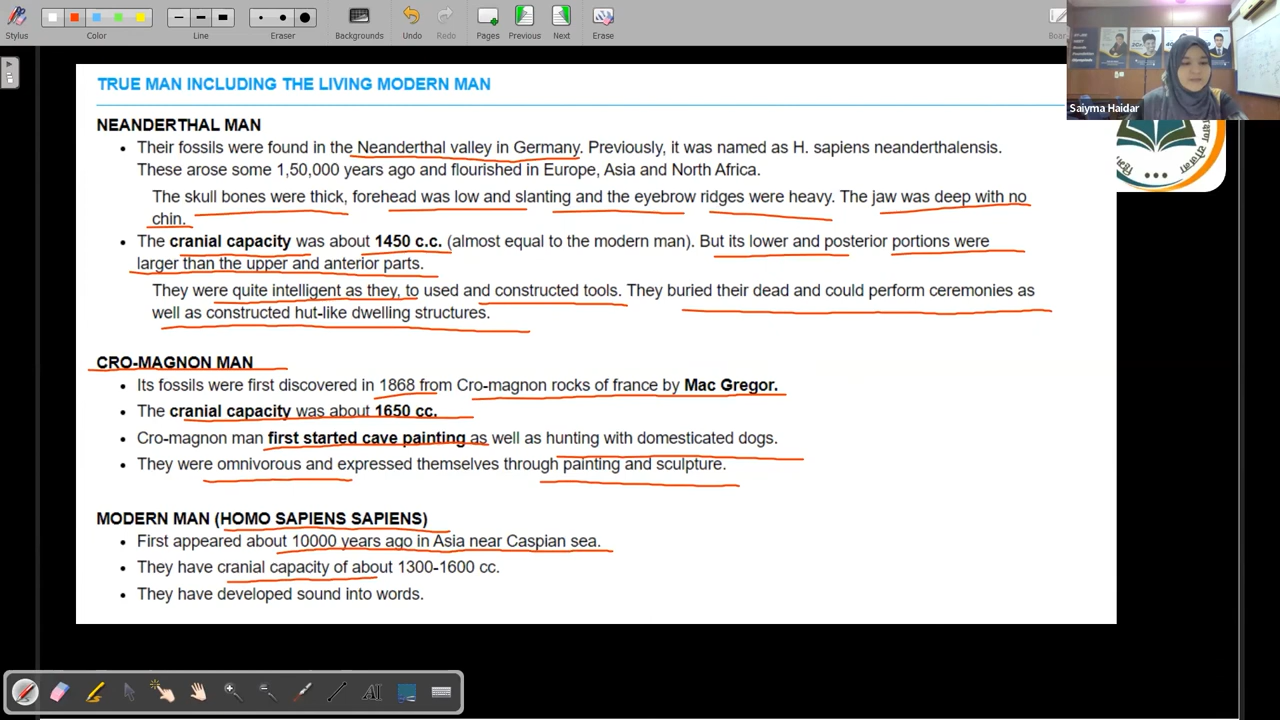 Stylus
Color
Line
Eraser
Backgrounds
Undo
Redo
Pages
Previous
Next
Erase
Saiyma Haidar
TRUE MAN INCLUDING THE LIVING MODERN MAN
NEANDERTHAL MAN
• Their fossils were found in the Neanderthal valley in Germany. Previously, it was named as H. sapiens neanderthalensis.
These arose some 1,50,000 years ago and flourished in Europe, Asia and North Africa.
The skull bones were thick, forehead was low and slanting and the eyebrow ridges were heavy. The jaw was deep with no
chin.
• The cranial capacity was about 1450 c.c. (almost equal to the modern man). But its lower and posterior portions were
larger than the upper and anterior parts.
They were quite intelligent as they, to used and constructed tools. They buried their dead and could perform ceremonies as
well as constructed hut-like dwelling structures.
CRO-MAGNON MAN
• Its fossils were first discovered in 1868 from Cro-magnon rocks of france by Mac Gregor.
• The cranial capacity was about 1650 cc.
• Cro-magnon man first started cave painting as well as hunting with domesticated dogs.
• They were omnivorous and expressed themselves through painting and sculpture.
MODERN MAN (HOMO SAPIENS SAPIENS)
• First appeared about 10000 years ago in Asia near Caspian sea.
• They have cranial capacity of about 1300-1600 cc.
• They have developed sound into words.